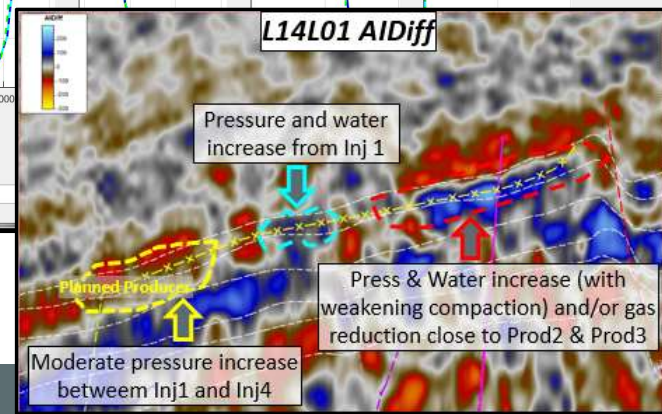 L14L01 AIDiff
AIDiff
Pressure and water
increase from Inj 1
Planned Producer
Press & Water increase (with
weakening compaction) and/or gas
reduction close to Prod2 & Prod3
Moderate pressure increase
betweem Inj1 and Inj4